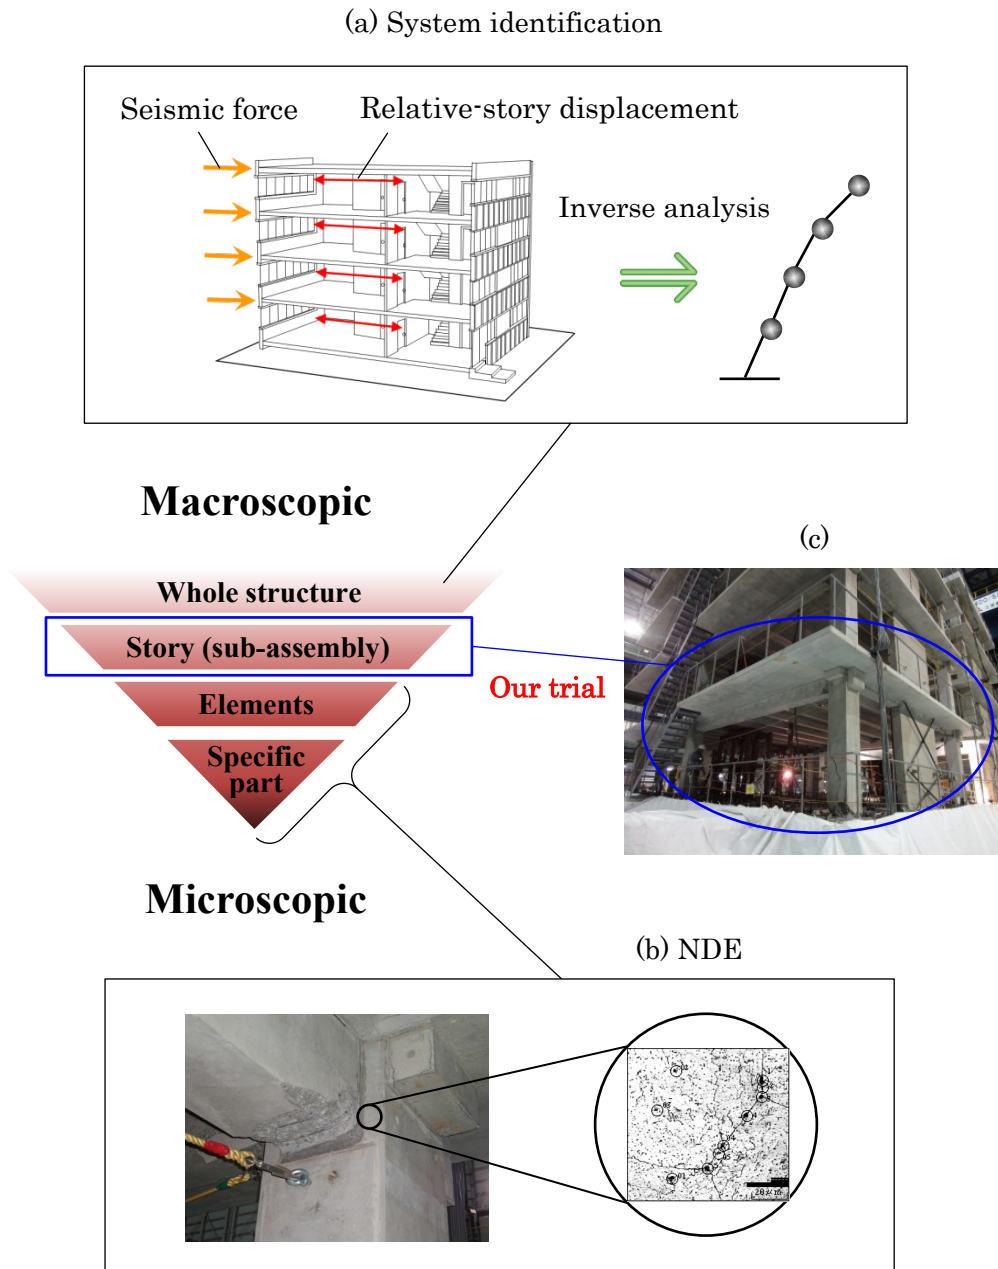 (a) System identification
Seismic force
Relative-story displacement
Inverse analysis
Macroscopic
(c)
Whole structure
Story (sub-assembly)
Our trial
Elements
Specific
part
Microscopic
(b) NDE